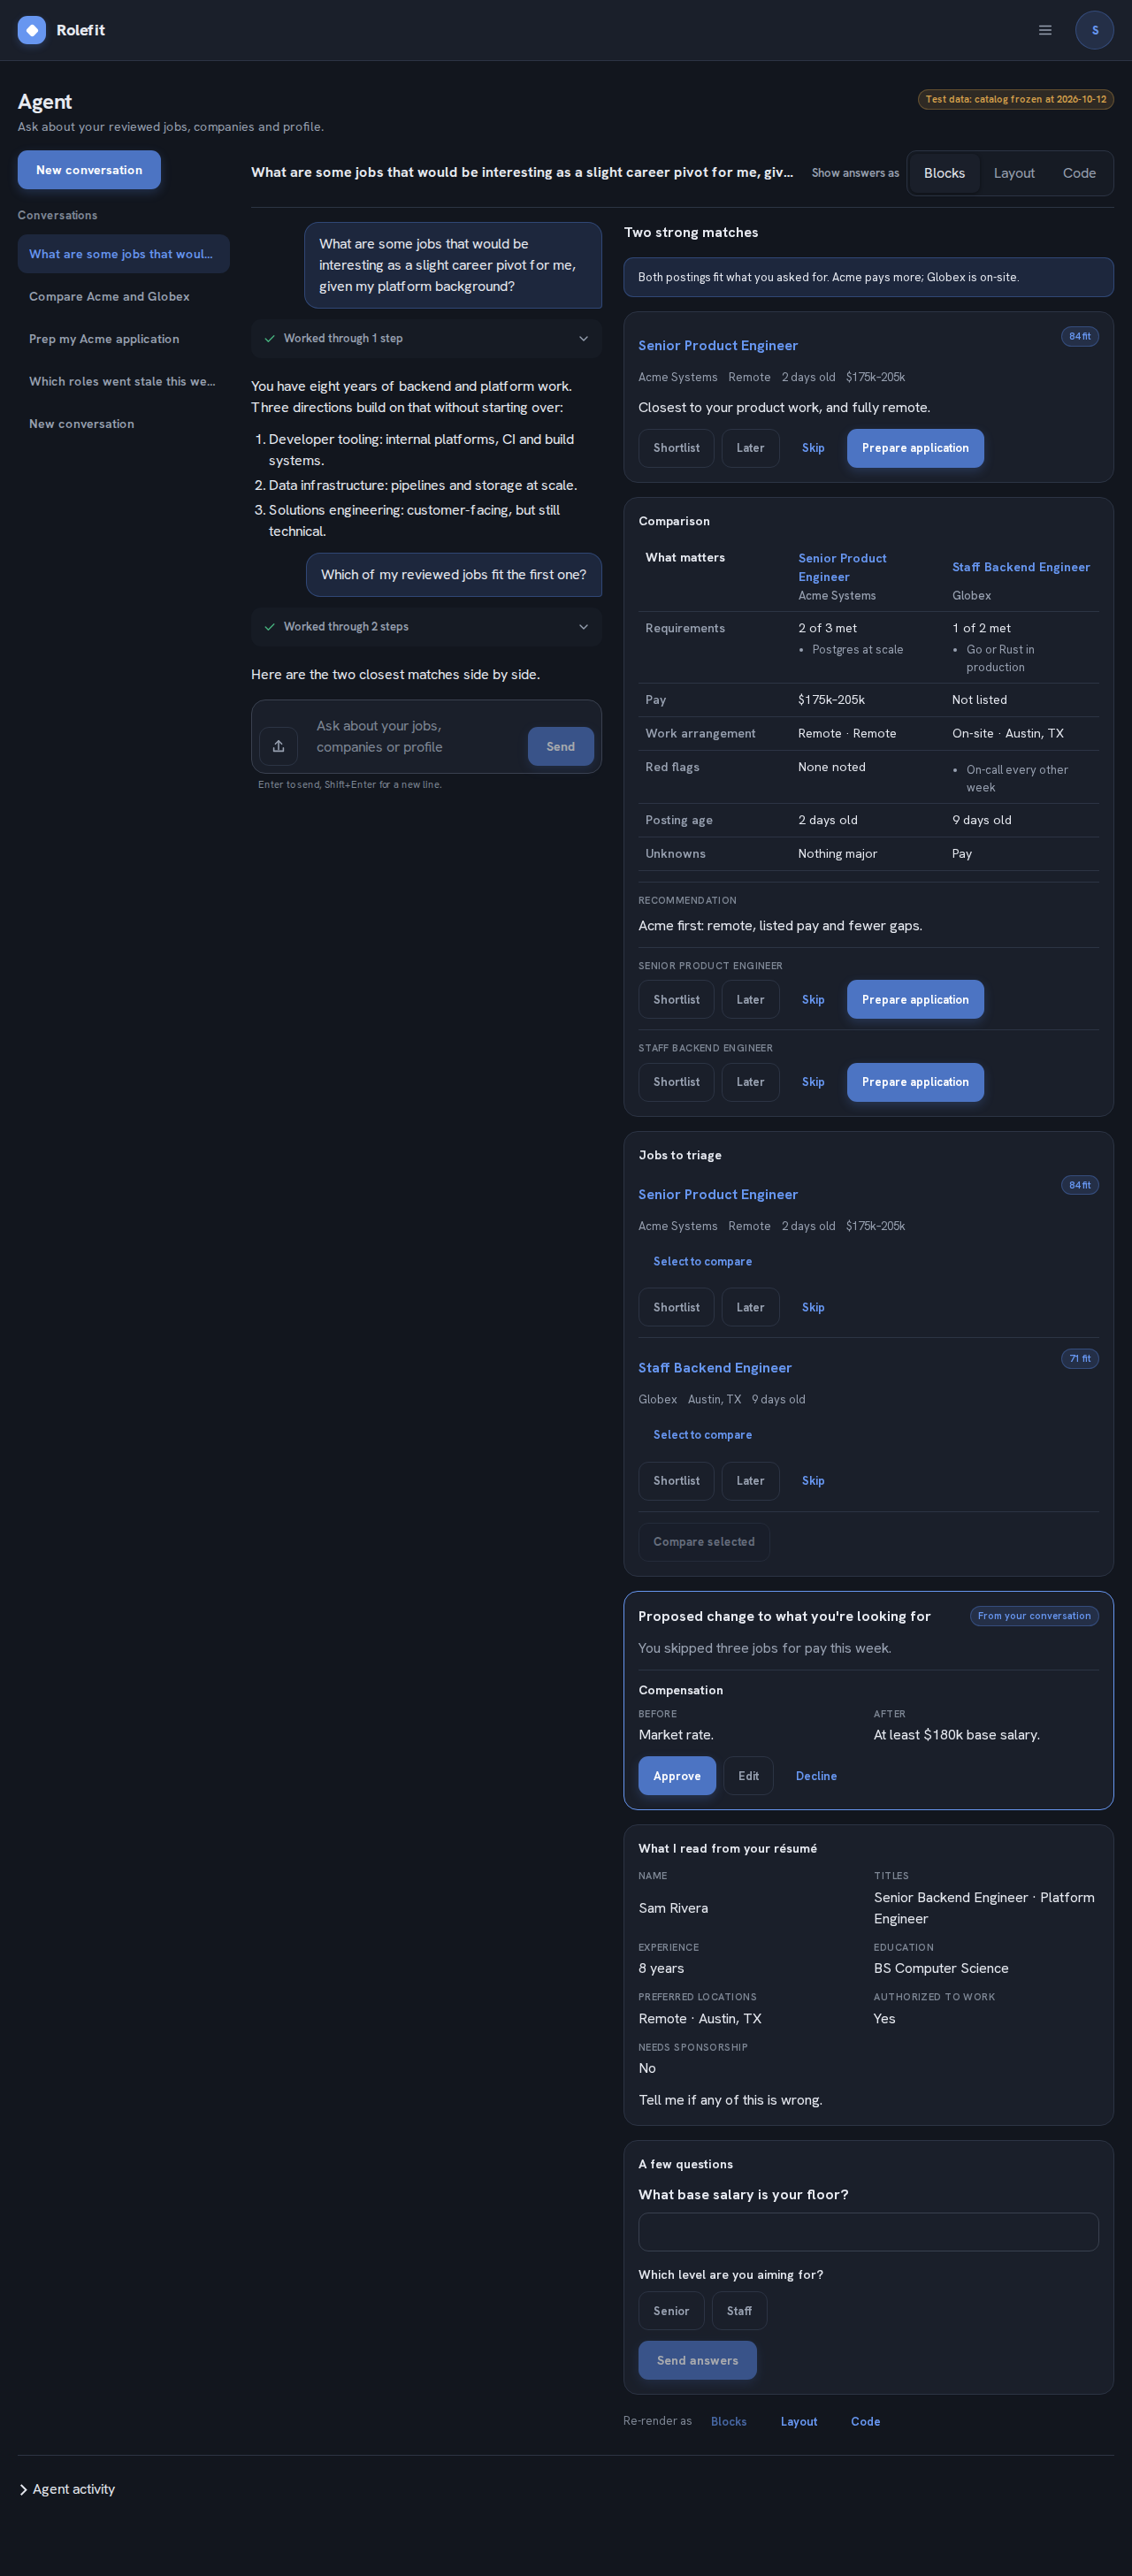 Rolefit
S
Agent
Test data: catalog frozen at 2026-10-12
Ask about your reviewed jobs, companies and profile.
New conversation
Conversations
What are some jobs that woul...
Compare Acme and Globex
Prep my Acme application
Which roles went stale this we...
New conversation
What are some jobs that would be interesting as a slight career pivot for me, giv...
Show answers as
Blocks
Layout
Code
What are some jobs that would be
interesting as a slight career pivot for me,
given my platform background?
Worked through 1 step
You have eight years of backend and platform work.
Three directions build on that without starting over:
1. Developer tooling: internal platforms, CI and build
systems.
2. Data infrastructure: pipelines and storage at scale.
3. Solutions engineering: customer-facing, but still
technical.
Which of my reviewed jobs fit the first one?
Worked through 2 steps
Here are the two closest matches side by side.
Ask about your jobs,
companies or profile
Send
Enter to send, Shift+Enter for a new line.
Two strong matches
Both postings fit what you asked for. Acme pays more; Globex is on-site.
Senior Product Engineer
84 fit
Acme Systems Remote 2 days old $175k–205k
Closest to your product work, and fully remote.
Shortlist Later Skip Prepare application
Comparison
What matters
Senior Product
Engineer
Acme Systems
Staff Backend Engineer
Globex
Requirements
2 of 3 met
• Postgres at scale
1 of 2 met
• Go or Rust in
production
Pay $175k–205k Not listed
Work arrangement Remote · Remote On-site · Austin, TX
Red flags None noted
• On-call every other
week
Posting age 2 days old 9 days old
Unknowns Nothing major Pay
RECOMMENDATION
Acme first: remote, listed pay and fewer gaps.
SENIOR PRODUCT ENGINEER
Shortlist Later Skip Prepare application
STAFF BACKEND ENGINEER
Shortlist Later Skip Prepare application
Jobs to triage
Senior Product Engineer
84 fit
Acme Systems Remote 2 days old $175k–205k
Select to compare
Shortlist Later Skip
Staff Backend Engineer
71 fit
Globex Austin, TX 9 days old
Select to compare
Shortlist Later Skip
Compare selected
Proposed change to what you're looking for
From your conversation
You skipped three jobs for pay this week.
Compensation
BEFORE
Market rate.
AFTER
At least $180k base salary.
Approve Edit Decline
What I read from your résumé
NAME
Sam Rivera
TITLES
Senior Backend Engineer · Platform
Engineer
EXPERIENCE
8 years
EDUCATION
BS Computer Science
PREFERRED LOCATIONS
Remote · Austin, TX
AUTHORIZED TO WORK
Yes
NEEDS SPONSORSHIP
No
Tell me if any of this is wrong.
A few questions
What base salary is your floor?
Which level are you aiming for?
Senior Staff
Send answers
Re-render as Blocks Layout Code
Agent activity